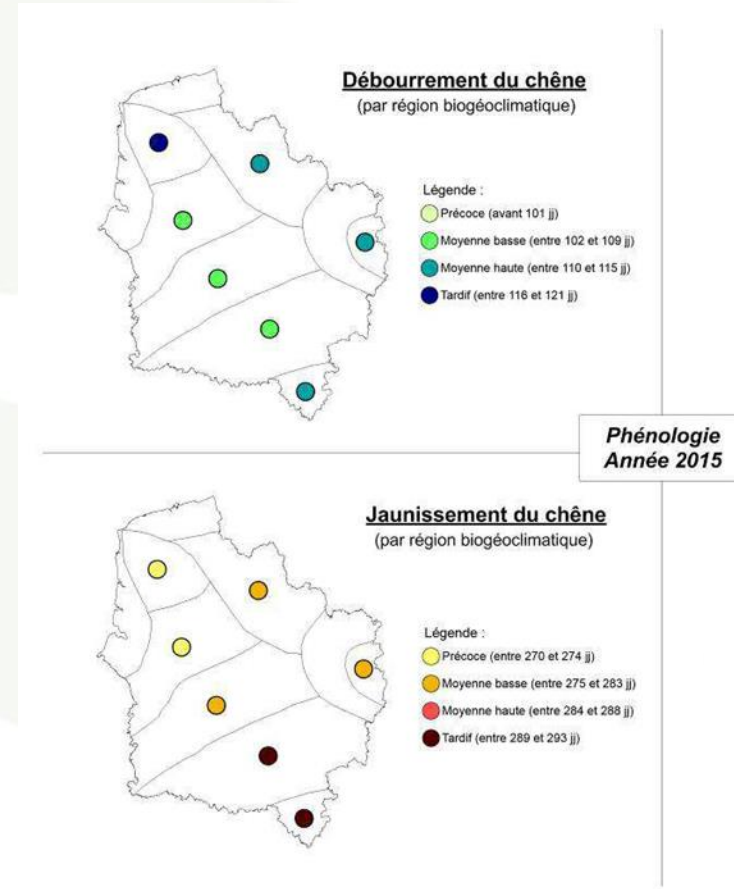 Débourrement du chêne
(par région biogéoclimatique)
Légende :
Précoce (avant 101 jj)
Moyenne basse (entre 102 et 109 jj)
Moyenne haute (entre 110 et 115 jj)
Tardif (entre 116 et 121 jj)
Phénologie
Année 2015
Jaunissement du chêne
(par région biogéoclimatique)
Légende :
Précoce (entre 270 et 274 jj)
Moyenne basse (entre 275 et 283 jj)
Moyenne haute (entre 284 et 288 jj)
Tardif (entre 289 et 293 jj)